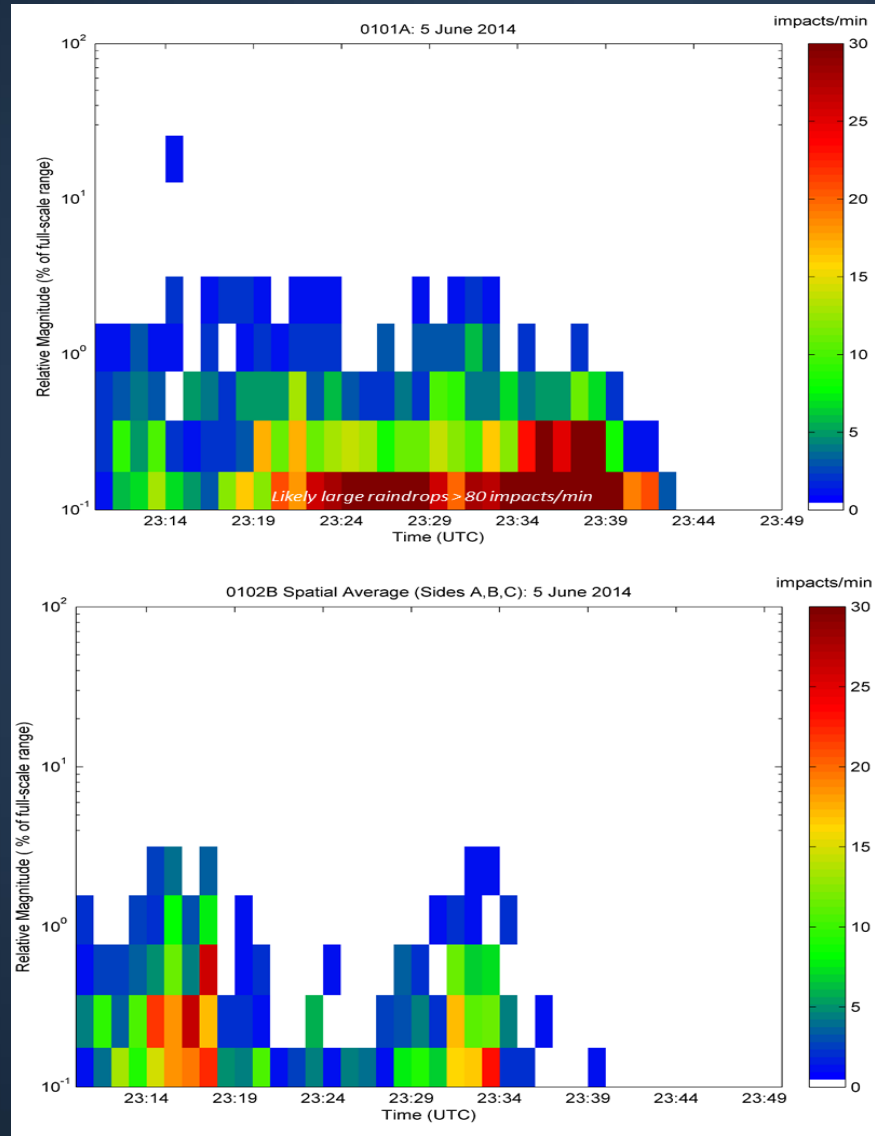 0101A: 5 June 2014
impacts/min
Relative Magnitude (% of full-scale range)
10²
10¹
10⁰
10⁻¹
30
25
20
15
10
5
0
Likely large raindrops > 80 impacts/min
23:14 23:19 23:24 23:29 23:34 23:39 23:44 23:49
Time (UTC)
0102B Spatial Average (Sides A,B,C): 5 June 2014
impacts/min
Relative Magnitude ( % of full-scale range)
10²
10¹
10⁰
10⁻¹
30
25
20
15
10
5
0
23:14 23:19 23:24 23:29 23:34 23:39 23:44 23:49
Time (UTC)